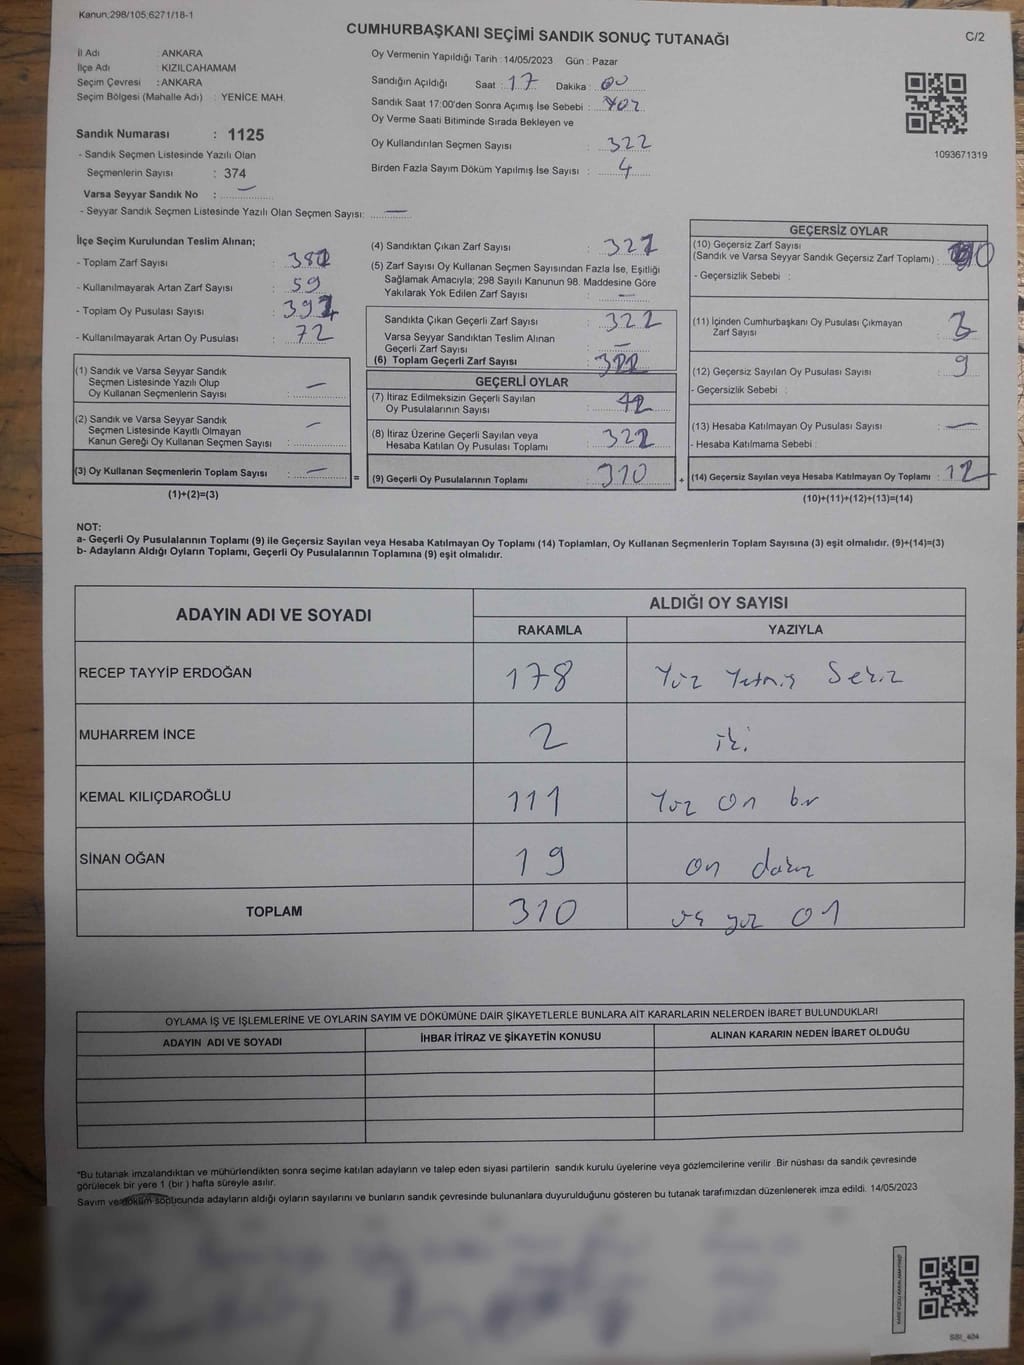 Kanun,298/105,6271/18-1
CUMHURBAŞKANI SEÇİMİ SANDIK SONUÇ TUTANAĞI
C/2
İl Adı : ANKARA
İlçe Adı : KIZILCAHAMAM
Seçim Çevresi : ANKARA
Seçim Bölgesi (Mahalle Adı) : YENİCE MAH.
Sandık Numarası : 1125
- Sandık Seçmen Listesinde Yazılı Olan
Seçmenlerin Sayısı : 374
Varsa Seyyar Sandık No : —
- Seyyar Sandık Seçmen Listesinde Yazılı Olan Seçmen Sayısı: —
Oy Vermenin Yapıldığı Tarih : 14/05/2023 Gün : Pazar
Sandığın Açıldığı Saat : 17 Dakika : 00
Sandık Saat 17:00'den Sonra Açımış İse Sebebi :
Oy Verme Saati Bitiminde Sırada Bekleyen ve
Oy Kullandırılan Seçmen Sayısı : 322
Birden Fazla Sayım Döküm Yapılmış İse Sayısı : 4
1093671319
İlçe Seçim Kurulundan Teslim Alınan;
- Toplam Zarf Sayısı :
- Kullanılmayarak Artan Zarf Sayısı : 59
- Toplam Oy Pusulası Sayısı :
- Kullanılmayarak Artan Oy Pusulası : 72
(1) Sandık ve Varsa Seyyar Sandık
Seçmen Listesinde Yazılı Olup
Oy Kullanan Seçmenlerin Sayısı : —
(2) Sandık ve Varsa Seyyar Sandık
Seçmen Listesinde Kayıtlı Olmayan
Kanun Gereği Oy Kullanan Seçmen Sayısı : —
(3) Oy Kullanan Seçmenlerin Toplam Sayısı : —
(1)+(2)=(3)
=
(4) Sandıktan Çıkan Zarf Sayısı :
(5) Zarf Sayısı Oy Kullanan Seçmen Sayısından Fazla İse, Eşitliği
Sağlamak Amacıyla; 298 Sayılı Kanunun 98. Maddesine Göre
Yakılarak Yok Edilen Zarf Sayısı : —
Sandıkta Çıkan Geçerli Zarf Sayısı : 322
Varsa Seyyar Sandıktan Teslim Alınan
Geçerli Zarf Sayısı : —
(6) Toplam Geçerli Zarf Sayısı : 322
GEÇERLİ OYLAR
(7) İtiraz Edilmeksizin Geçerli Sayılan
Oy Pusulalarının Sayısı :
(8) İtiraz Üzerine Geçerli Sayılan veya
Hesaba Katılan Oy Pusulası Toplamı : 322
(9) Geçerli Oy Pusulalarının Toplamı : 310
+
GEÇERSİZ OYLAR
(10) Geçersiz Zarf Sayısı
(Sandık ve Varsa Seyyar Sandık Geçersiz Zarf Toplamı) :
- Geçersizlik Sebebi :
(11) İçinden Cumhurbaşkanı Oy Pusulası Çıkmayan
Zarf Sayısı : 3
(12) Geçersiz Sayılan Oy Pusulası Sayısı : 9
- Geçersizlik Sebebi :
(13) Hesaba Katılmayan Oy Pusulası Sayısı : —
- Hesaba Katılmama Sebebi :
(14) Geçersiz Sayılan veya Hesaba Katılmayan Oy Toplamı : 12
(10)+(11)+(12)+(13)=(14)
NOT:
a- Geçerli Oy Pusulalarının Toplamı (9) ile Geçersiz Sayılan veya Hesaba Katılmayan Oy Toplamı (14) Toplamları, Oy Kullanan Seçmenlerin Toplam Sayısına (3) eşit olmalıdır. (9)+(14)=(3)
b- Adayların Aldığı Oyların Toplamı, Geçerli Oy Pusulalarının Toplamına (9) eşit olmalıdır.
ADAYIN ADI VE SOYADI
ALDIĞI OY SAYISI
RAKAMLA YAZIYLA
RECEP TAYYİP ERDOĞAN 178 Yüz Yetmiş Sekiz
MUHARREM İNCE 2 iki
KEMAL KILIÇDAROĞLU 111 Yüz On bir
SİNAN OĞAN 19 on dokuz
TOPLAM 310 üç yüz on
OYLAMA İŞ VE İŞLEMLERİNE VE OYLARIN SAYIM VE DÖKÜMÜNE DAİR ŞİKAYETLERLE BUNLARA AİT KARARLARIN NELERDEN İBARET BULUNDUKLARI
ADAYIN ADI VE SOYADI İHBAR İTİRAZ VE ŞİKAYETİN KONUSU ALINAN KARARIN NEDEN İBARET OLDUĞU
*Bu tutanak imzalandıktan ve mühürlendikten sonra seçime katılan adayların ve talep eden siyasi partilerin sandık kurulu üyelerine veya gözlemcilerine verilir .Bir nüshası da sandık çevresinde
görülecek bir yere 1 (bir ) hafta süreyle asılır.
Sayım ve döküm sonucunda adayların aldığı oyların sayılarını ve bunların sandık çevresinde bulunanlara duyurulduğunu gösteren bu tutanak tarafımızdan düzenlenerek imza edildi. 14/05/2023
SSI_404